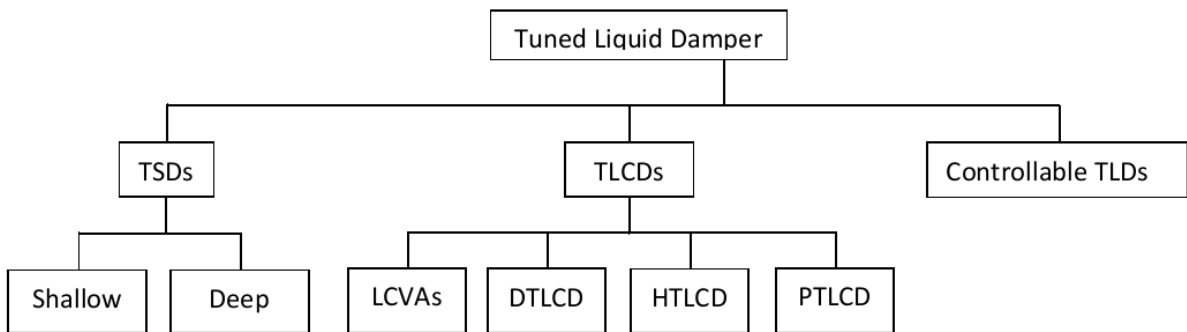 Tuned Liquid Damper
TSDs
TLCDs
Controllable TLDs
Shallow
Deep
LCVAs
DTLCD
HTLCD
PTLCD